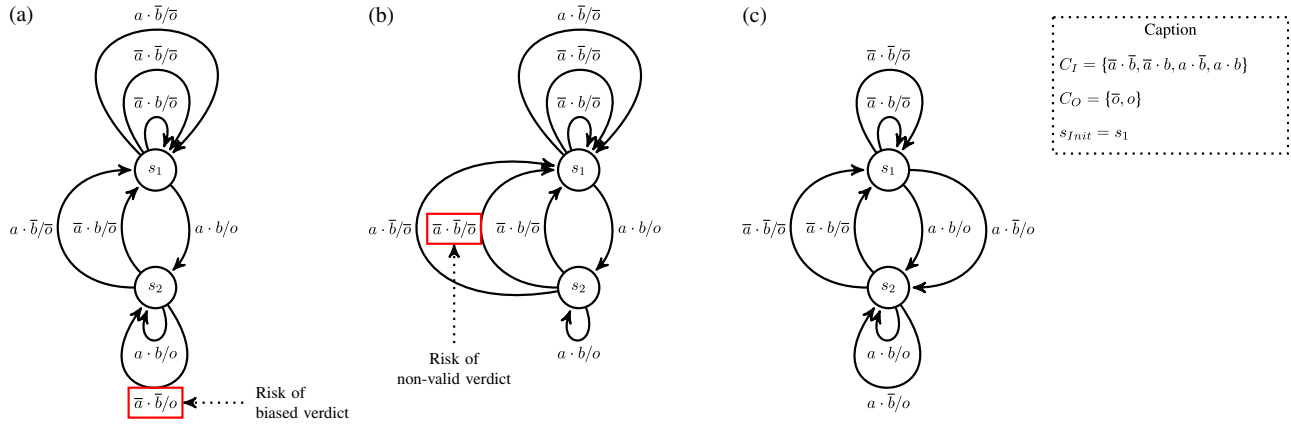 (a)
a · b̅/o̅
a̅ · b̅/o̅
a̅ · b/o̅
s₁
a · b̅/o̅
a̅ · b/o̅
a · b/o
s₂
a · b/o
a̅ · b̅/o
Risk of
biased verdict
(b)
a · b̅/o̅
a̅ · b̅/o̅
a̅ · b/o̅
s₁
a · b̅/o̅
a̅ · b̅/o̅
a̅ · b/o̅
a · b/o
s₂
a · b/o
Risk of
non-valid verdict
(c)
a̅ · b̅/o̅
a̅ · b/o̅
s₁
a̅ · b̅/o̅
a̅ · b/o̅
a · b/o
a · b̅/o
s₂
a · b/o
a · b̅/o
Caption
C_I = {a̅ · b̅, a̅ · b, a · b̅, a · b}
C_O = {o̅, o}
s_Init = s₁